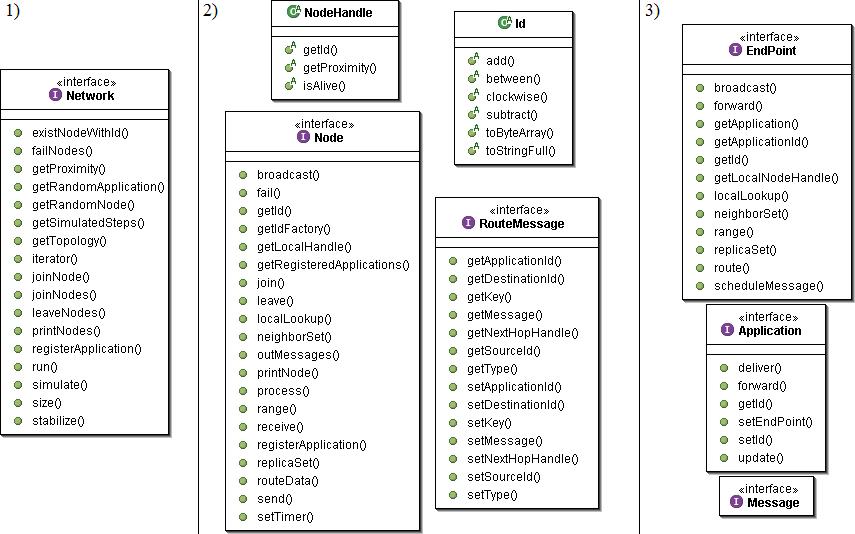 1)
«interface»
I Network
existNodeWithId()
failNodes()
getProximity()
getRandomApplication()
getRandomNode()
getSimulatedSteps()
getTopology()
iterator()
joinNode()
joinNodes()
leaveNodes()
printNodes()
registerApplication()
run()
simulate()
size()
stabilize()
2)
C A NodeHandle
A getId()
A getProximity()
A isAlive()
«interface»
I Node
broadcast()
fail()
getId()
getIdFactory()
getLocalHandle()
getRegisteredApplications()
join()
leave()
localLookup()
neighborSet()
outMessages()
printNode()
process()
range()
receive()
registerApplication()
replicaSet()
routeData()
send()
setTimer()
C A Id
A add()
A between()
A clockwise()
A subtract()
A toByteArray()
A toStringFull()
«interface»
I RouteMessage
getApplicationId()
getDestinationId()
getKey()
getMessage()
getNextHopHandle()
getSourceId()
getType()
setApplicationId()
setDestinationId()
setKey()
setMessage()
setNextHopHandle()
setSourceId()
setType()
3)
«interface»
I EndPoint
broadcast()
forward()
getApplication()
getApplicationId()
getId()
getLocalNodeHandle()
localLookup()
neighborSet()
range()
replicaSet()
route()
scheduleMessage()
«interface»
I Application
deliver()
forward()
getId()
setEndPoint()
setId()
update()
«interface»
I Message